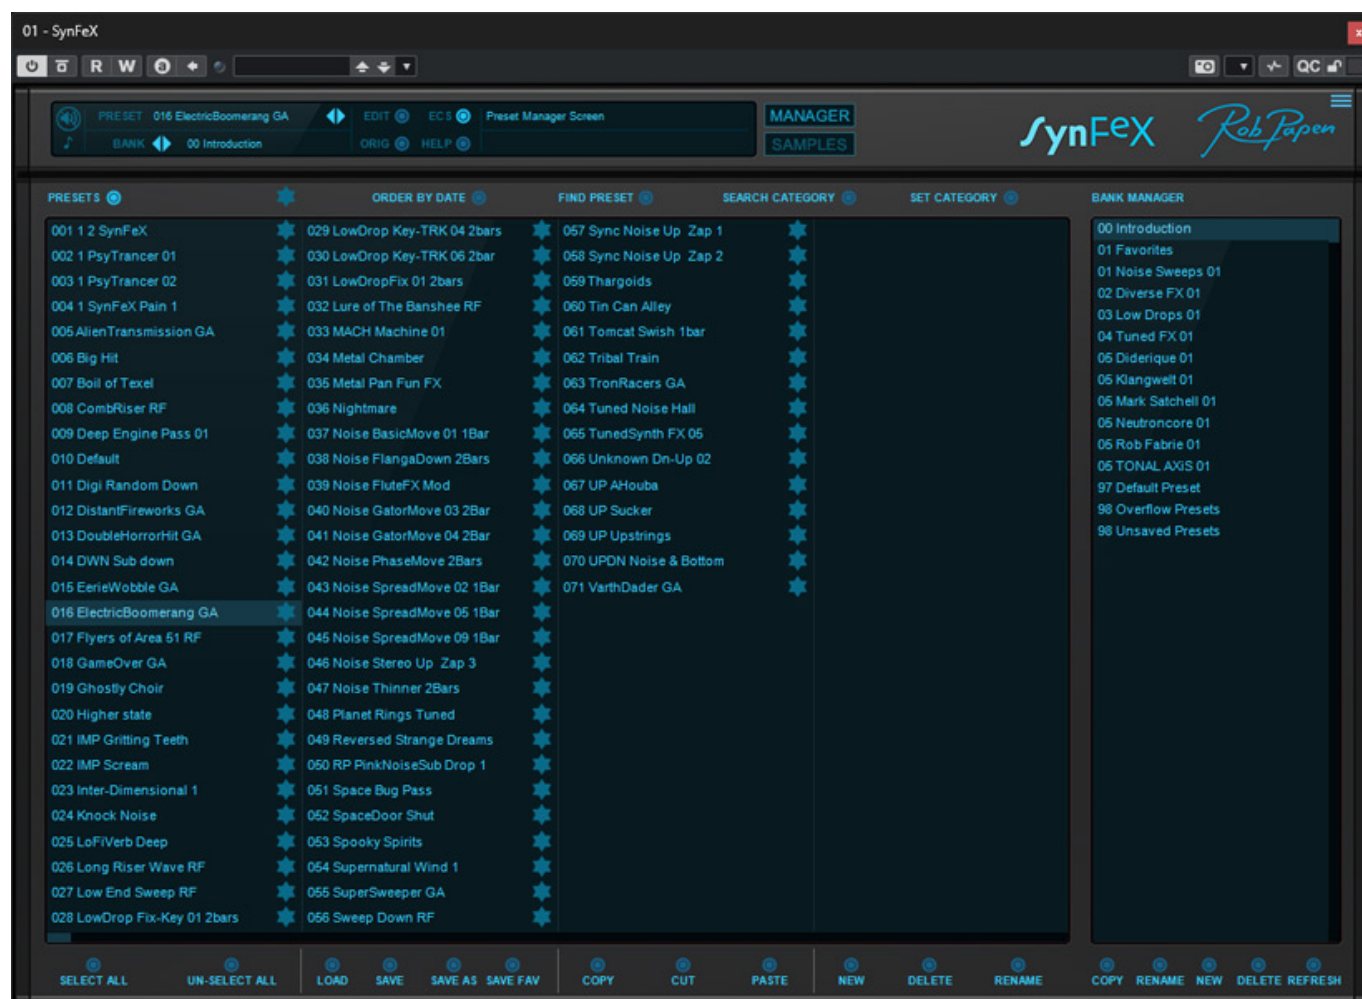 01 - SynFeX
R W a QC
PRESET 016 ElectricBoomerang GA EDIT ECS Preset Manager Screen MANAGER
BANK 00 Introduction ORIG HELP SAMPLES
SynFeX Rob Papen
PRESETS ORDER BY DATE FIND PRESET SEARCH CATEGORY SET CATEGORY BANK MANAGER
001 1 2 SynFeX
002 1 PsyTrancer 01
003 1 PsyTrancer 02
004 1 SynFeX Pain 1
005 AlienTransmission GA
006 Big Hit
007 Boil of Texel
008 CombRiser RF
009 Deep Engine Pass 01
010 Default
011 Digi Random Down
012 DistantFireworks GA
013 DoubleHorrorHit GA
014 DWN Sub down
015 EerieWobble GA
016 ElectricBoomerang GA
017 Flyers of Area 51 RF
018 GameOver GA
019 Ghostly Choir
020 Higher state
021 IMP Gritting Teeth
022 IMP Scream
023 Inter-Dimensional 1
024 Knock Noise
025 LoFiVerb Deep
026 Long Riser Wave RF
027 Low End Sweep RF
028 LowDrop Fix-Key 01 2bars
029 LowDrop Key-TRK 04 2bars
030 LowDrop Key-TRK 06 2bar
031 LowDropFix 01 2bars
032 Lure of The Banshee RF
033 MACH Machine 01
034 Metal Chamber
035 Metal Pan Fun FX
036 Nightmare
037 Noise BasicMove 01 1Bar
038 Noise FlangaDown 2Bars
039 Noise FluteFX Mod
040 Noise GatorMove 03 2Bar
041 Noise GatorMove 04 2Bar
042 Noise PhaseMove 2Bars
043 Noise SpreadMove 02 1Bar
044 Noise SpreadMove 05 1Bar
045 Noise SpreadMove 09 1Bar
046 Noise Stereo Up Zap 3
047 Noise Thinner 2Bars
048 Planet Rings Tuned
049 Reversed Strange Dreams
050 RP PinkNoiseSub Drop 1
051 Space Bug Pass
052 SpaceDoor Shut
053 Spooky Spirits
054 Supernatural Wind 1
055 SuperSweeper GA
056 Sweep Down RF
057 Sync Noise Up Zap 1
058 Sync Noise Up Zap 2
059 Thargoids
060 Tin Can Alley
061 Tomcat Swish 1bar
062 Tribal Train
063 TronRacers GA
064 Tuned Noise Hall
065 TunedSynth FX 05
066 Unknown Dn-Up 02
067 UP AHouba
068 UP Sucker
069 UP Upstrings
070 UPDN Noise & Bottom
071 VarthDader GA
00 Introduction
01 Favorites
01 Noise Sweeps 01
02 Diverse FX 01
03 Low Drops 01
04 Tuned FX 01
05 Diderique 01
05 Klangwelt 01
05 Mark Satchell 01
05 Neutroncore 01
05 Rob Fabrie 01
05 TONAL AXiS 01
97 Default Preset
98 Overflow Presets
98 Unsaved Presets
SELECT ALL UN-SELECT ALL LOAD SAVE SAVE AS SAVE FAV COPY CUT PASTE NEW DELETE RENAME COPY RENAME NEW DELETE REFRESH